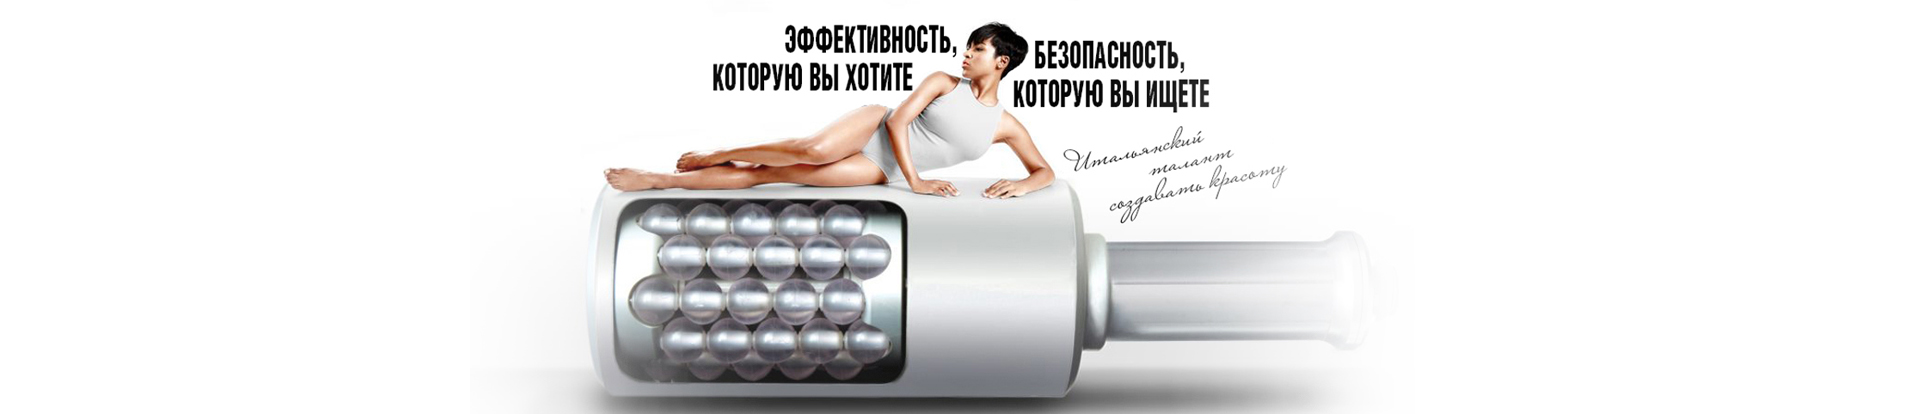 ЭФФЕКТИВНОСТЬ,
КОТОРУЮ ВЫ ХОТИТЕ
БЕЗОПАСНОСТЬ,
КОТОРУЮ ВЫ ИЩЕТЕ
Итальянский
талант
создавать красоту